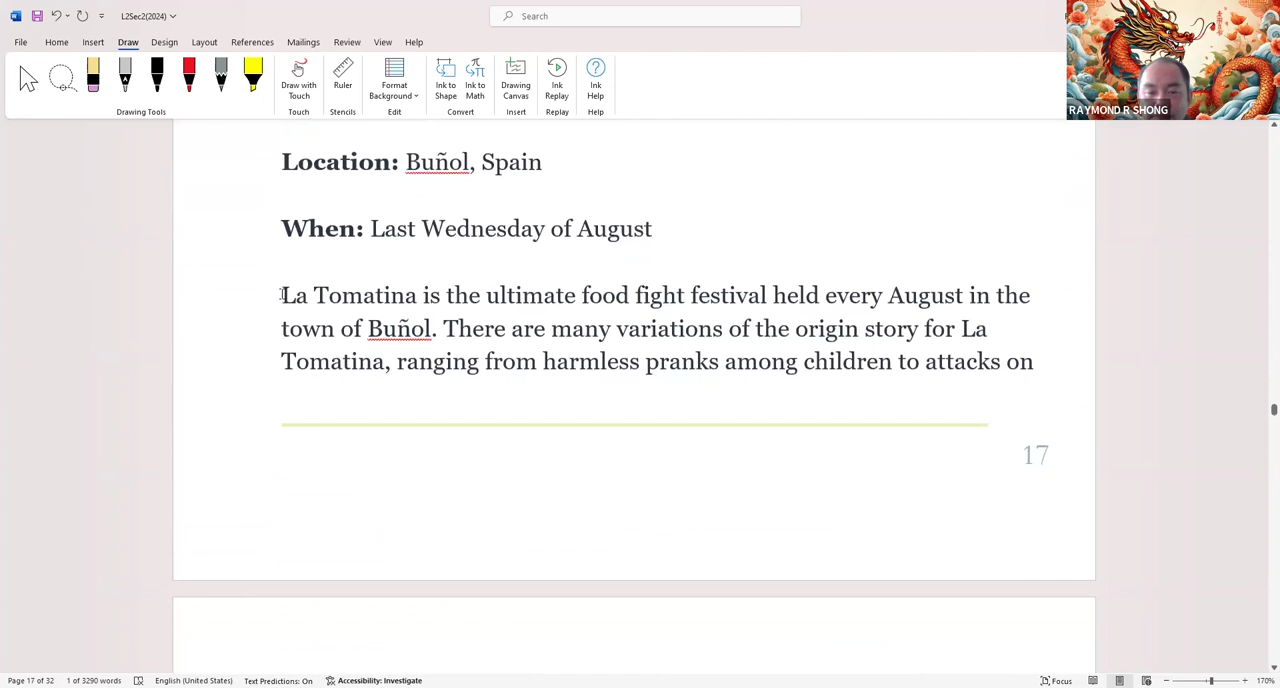 L2Sec2(2024)
Search
File Home Insert Draw Design Layout References Mailings Review View Help
Draw with Touch
Ruler
Format Background
Ink to Shape
Ink to Math
Drawing Canvas
Ink Replay
Ink Help
Drawing Tools Touch Stencils Edit Convert Insert Replay Help
RAYMOND R SHONG
Location: Buñol, Spain
When: Last Wednesday of August
La Tomatina is the ultimate food fight festival held every August in the
town of Buñol. There are many variations of the origin story for La
Tomatina, ranging from harmless pranks among children to attacks on
17
Page 17 of 32 1 of 3290 words English (United States) Text Predictions: On Accessibility: Investigate Focus 170%